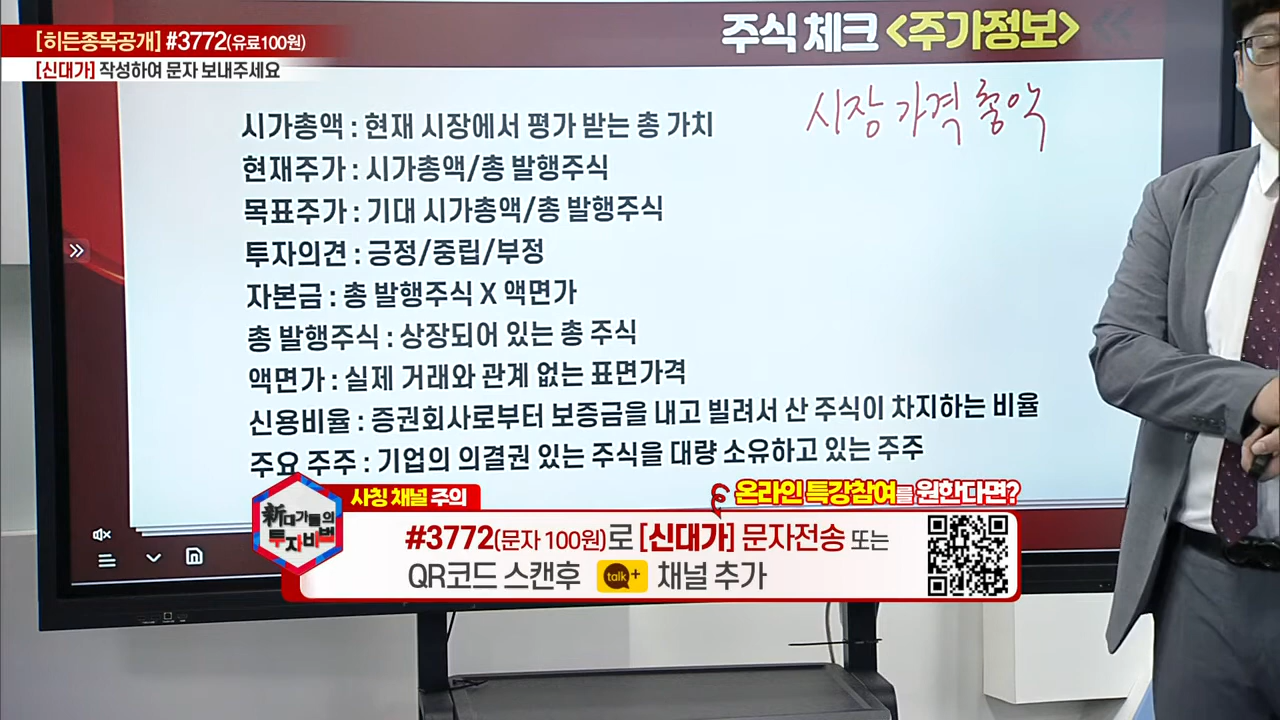 [히든종목공개] #3772(유료100원)
[신대가] 작성하여 문자 보내주세요
주식 체크 <주가정보>
시장 가격 총액
시가총액 : 현재 시장에서 평가 받는 총 가치
현재주가 : 시가총액/총 발행주식
목표주가 : 기대 시가총액/총 발행주식
투자의견 : 긍정/중립/부정
자본금 : 총 발행주식 X 액면가
총 발행주식 : 상장되어 있는 총 주식
액면가 : 실제 거래와 관계 없는 표면가격
신용비율 : 증권회사로부터 보증금을 내고 빌려서 산 주식이 차지하는 비율
주요 주주 : 기업의 의결권 있는 주식을 대량 소유하고 있는 주주
新대가들의
투자비법
사칭 채널 주의
온라인 특강참여를 원한다면?
#3772(문자 100원)로 [신대가] 문자전송 또는
QR코드 스캔후 talk+ 채널 추가